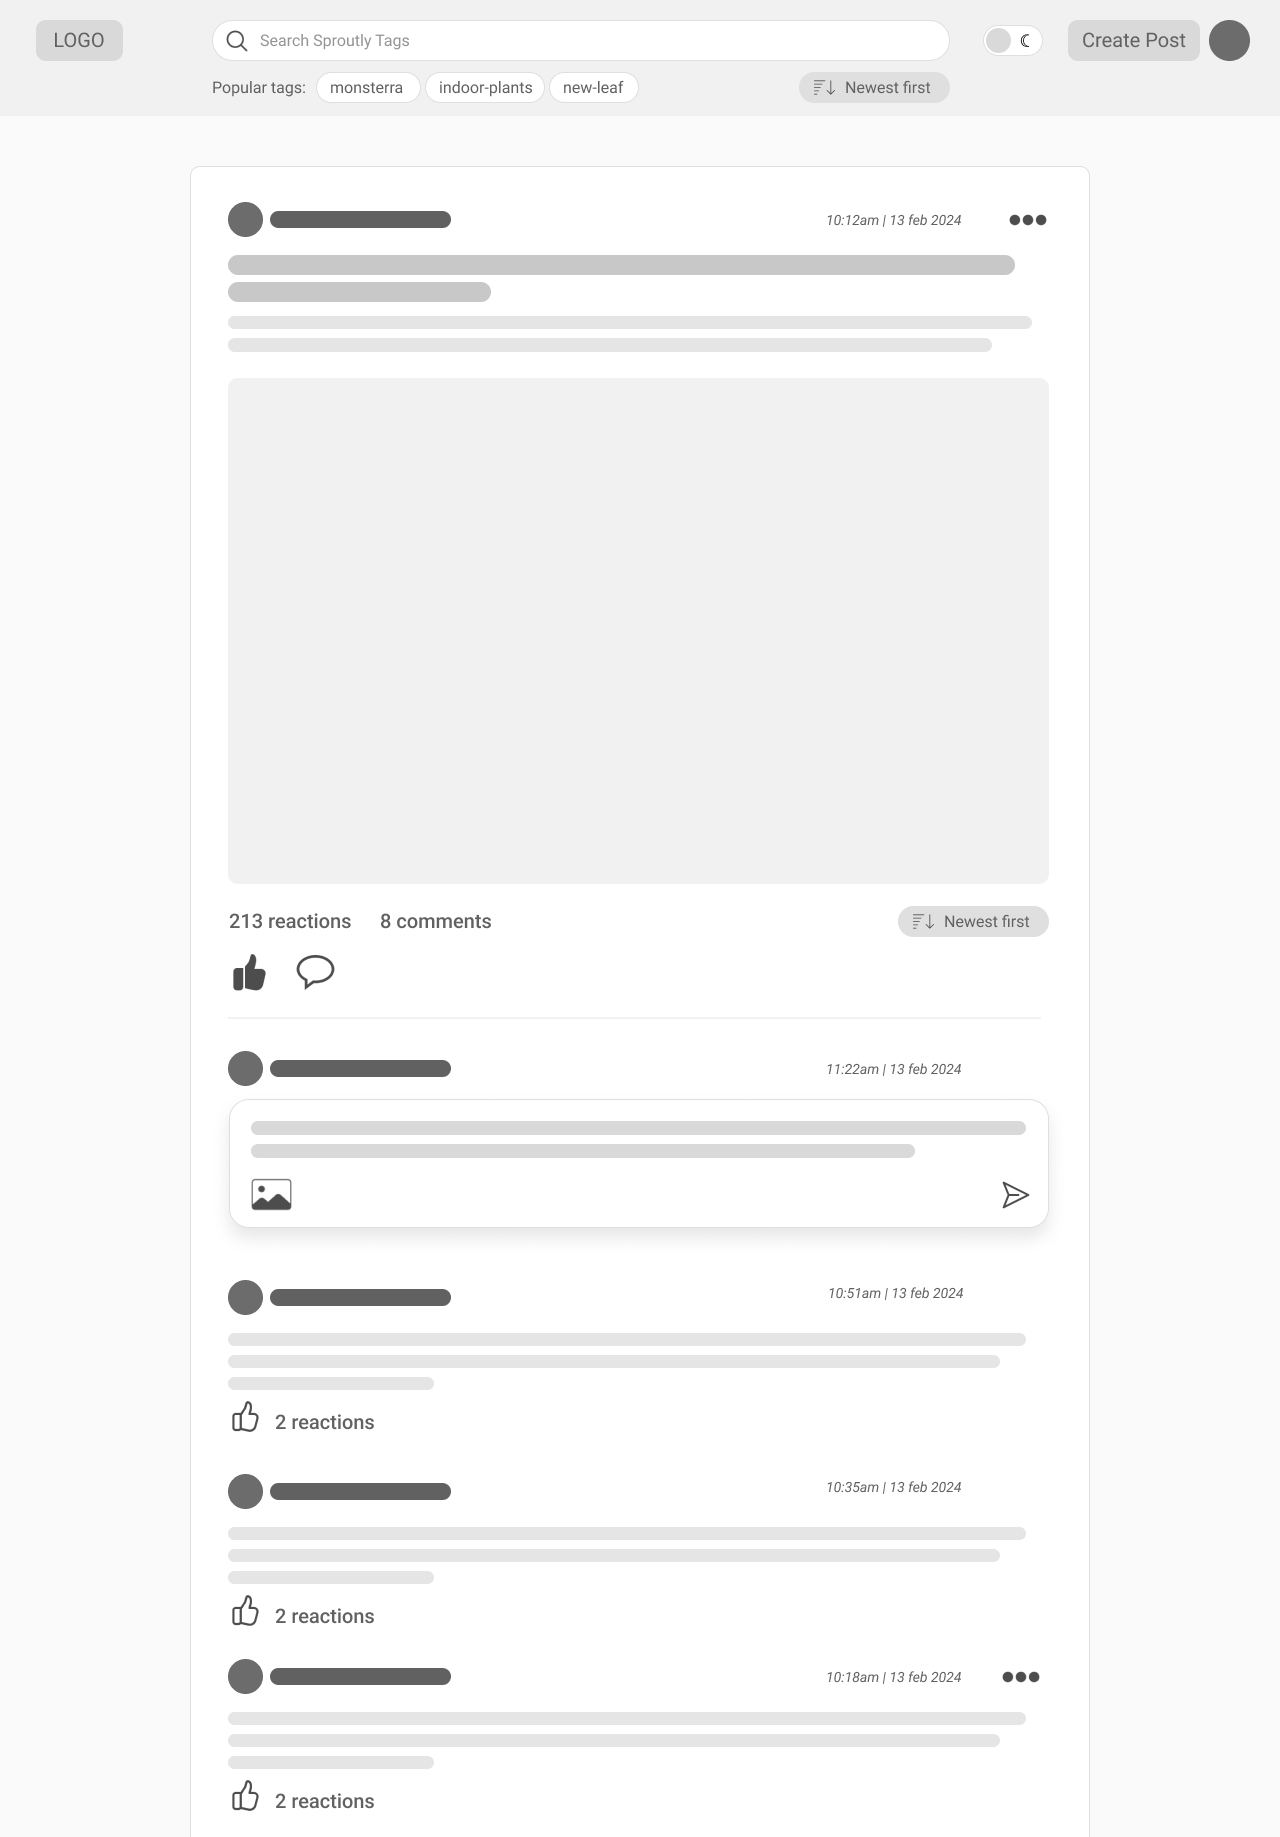 LOGO
Search Sproutly Tags
Create Post
Popular tags: monsterra indoor-plants new-leaf
Newest first
10:12am | 13 feb 2024
213 reactions 8 comments
Newest first
11:22am | 13 feb 2024
10:51am | 13 feb 2024
2 reactions
10:35am | 13 feb 2024
2 reactions
10:18am | 13 feb 2024
2 reactions